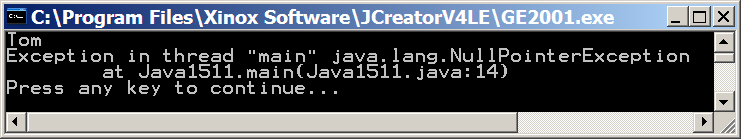 C:\Program Files\Xinox Software\JCreatorV4LE\GE2001.exe
Tom
Exception in thread "main" java.lang.NullPointerException
        at Java1511.main(Java1511.java:14)
Press any key to continue...